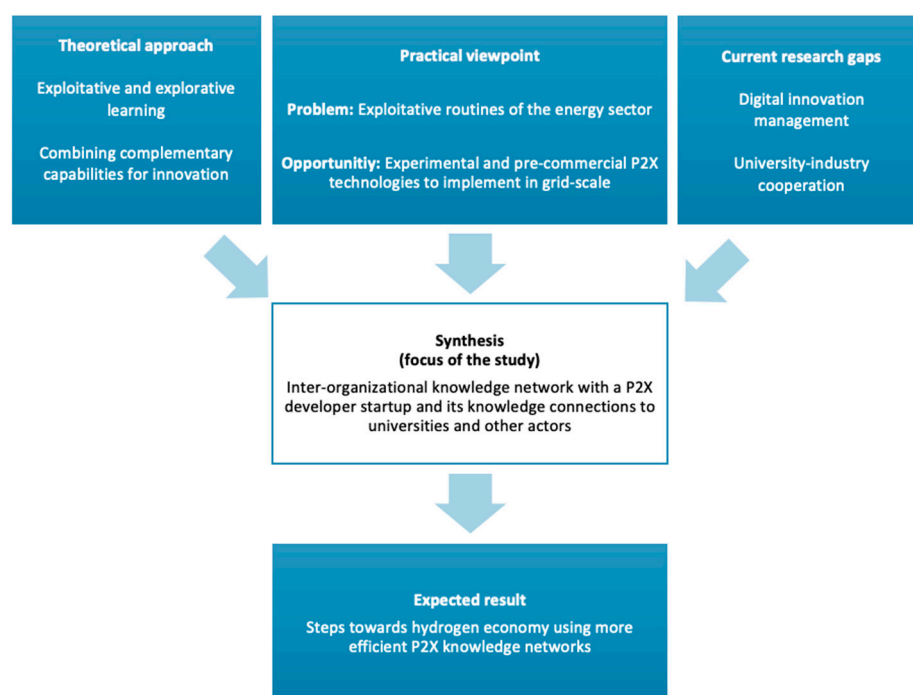 Theoretical approach
Exploitative and explorative
learning
Combining complementary
capabilities for innovation
Practical viewpoint
Problem: Exploitative routines of the energy sector
Opportunitiy: Experimental and pre-commercial P2X
technologies to implement in grid-scale
Current research gaps
Digital innovation
management
University-industry
cooperation
Synthesis
(focus of the study)
Inter-organizational knowledge network with a P2X
developer startup and its knowledge connections to
universities and other actors
Expected result
Steps towards hydrogen economy using more
efficient P2X knowledge networks